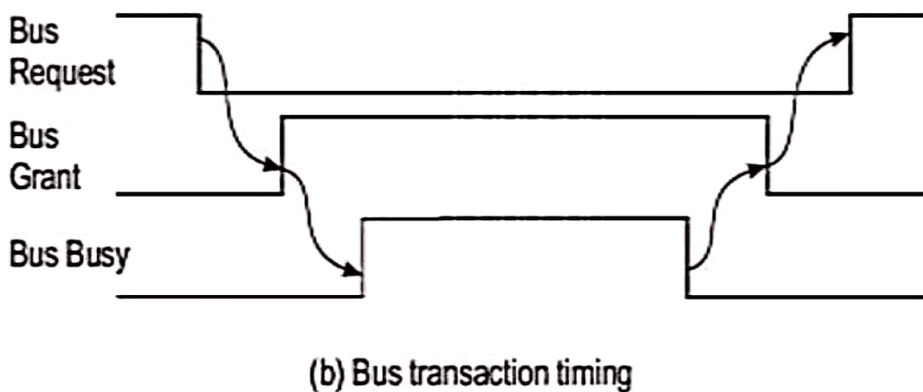 Bus
Request
Bus
Grant
Bus Busy
(b) Bus transaction timing